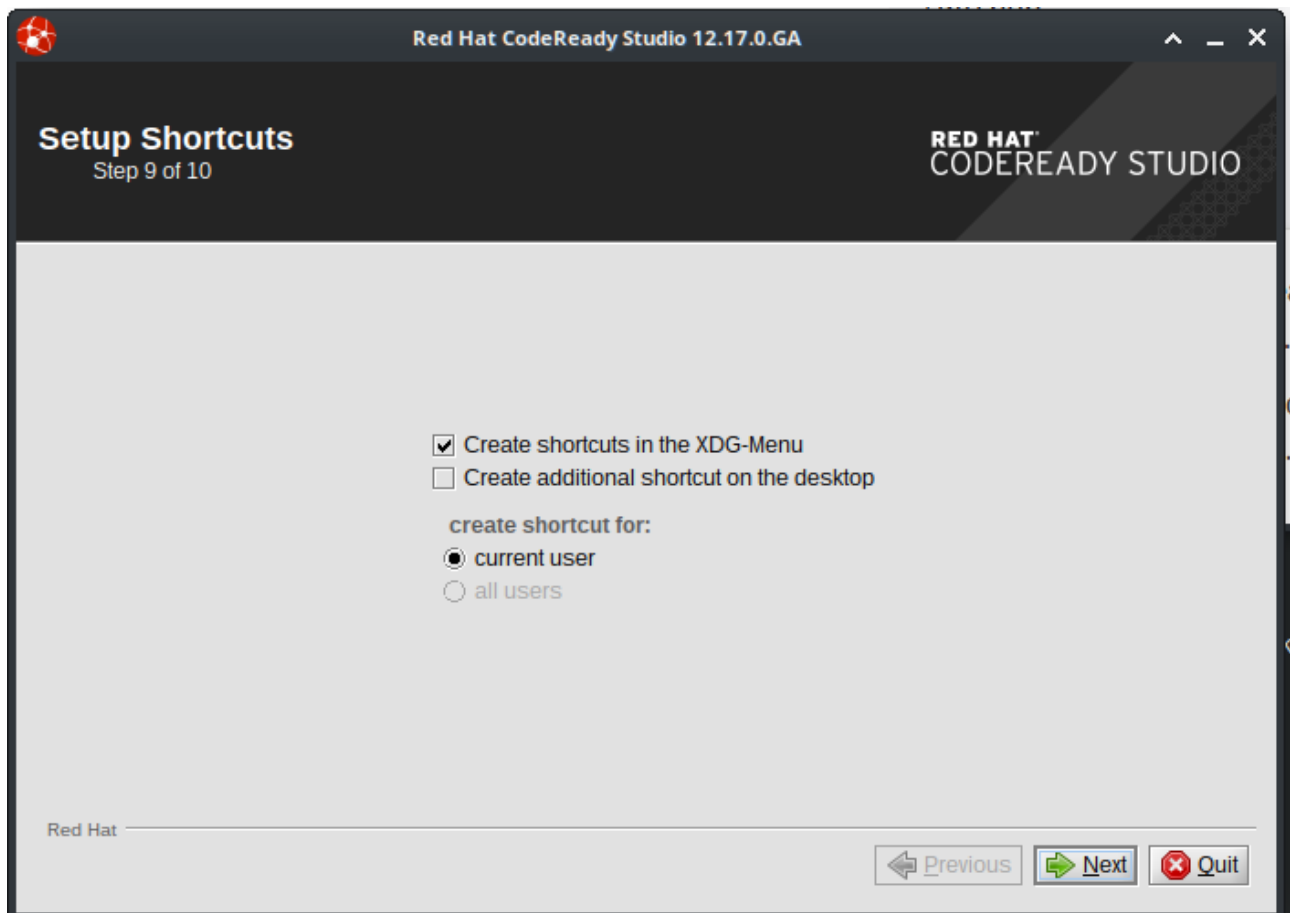 Red Hat CodeReady Studio 12.17.0.GA
Setup Shortcuts
Step 9 of 10
RED HAT
CODEREADY STUDIO
Create shortcuts in the XDG-Menu
Create additional shortcut on the desktop
create shortcut for:
current user
all users
Red Hat
Previous Next Quit